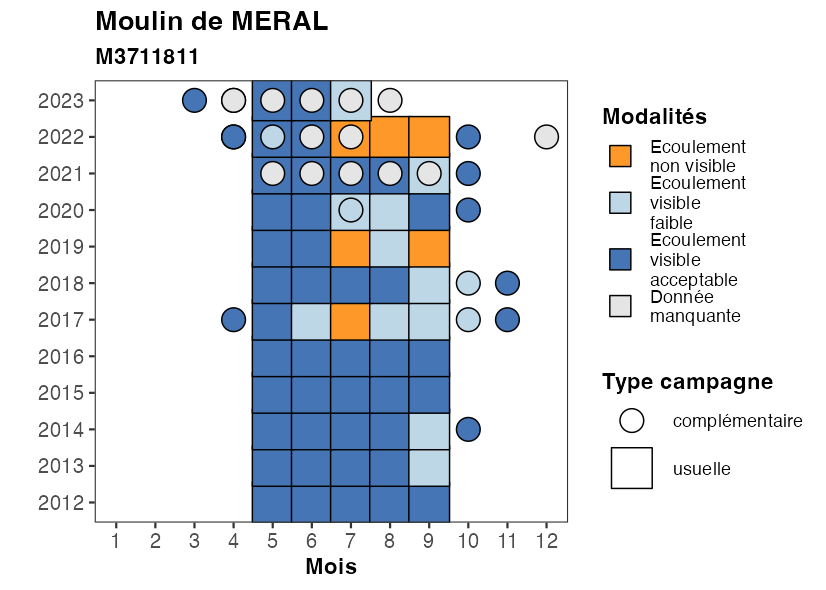 Moulin de MERAL
M3711811
2023
2022
2021
2020
2019
2018
2017
2016
2015
2014
2013
2012
1 2 3 4 5 6 7 8 9 10 11 12
Mois
Modalités
Ecoulement
non visible
Ecoulement
visible
faible
Ecoulement
visible
acceptable
Donnée
manquante
Type campagne
complémentaire
usuelle